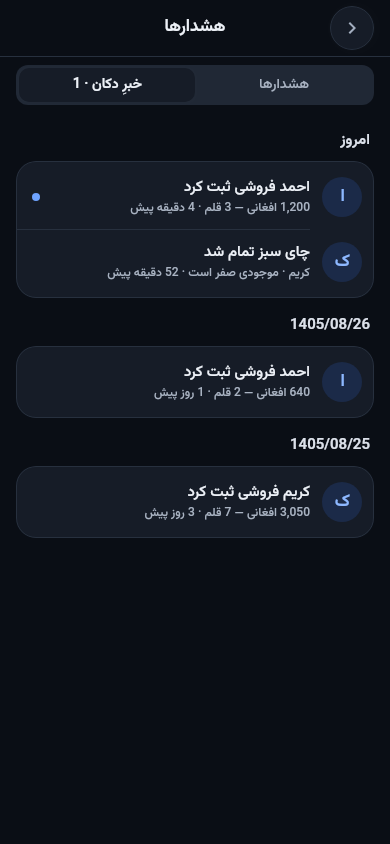 هشدارها
هشدارها
خبرِ دکان · 1
امروز
ا
احمد فروشی ثبت کرد
1,200 افغانی — 3 قلم · 4 دقیقه پیش
ک
چای سبز تمام شد
کریم · موجودی صفر است · 52 دقیقه پیش
1405/08/26
ا
احمد فروشی ثبت کرد
640 افغانی — 2 قلم · 1 روز پیش
1405/08/25
ک
کریم فروشی ثبت کرد
3,050 افغانی — 7 قلم · 3 روز پیش